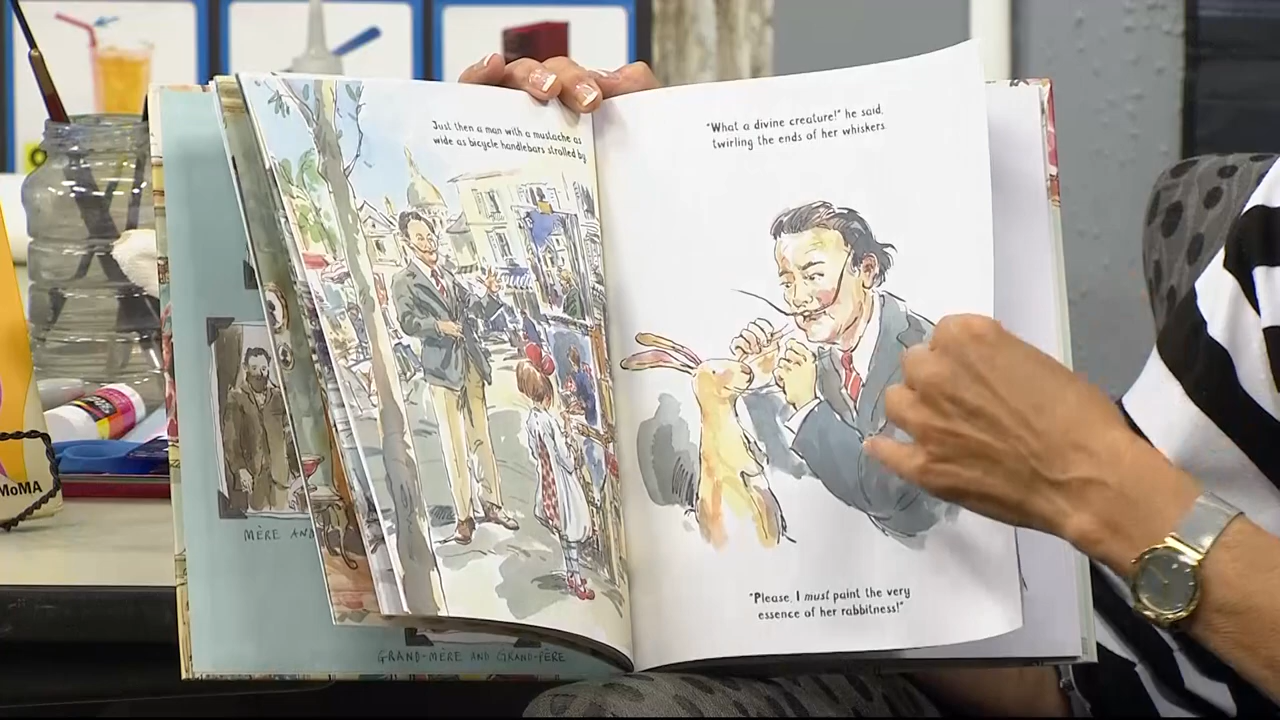 Just then a man with a mustache as
wide as bicycle handlebars strolled by
"What a divine creature!" he said,
twirling the ends of her whiskers.
"Please, I must paint the very
essence of her rabbitness!"
MÈRE AND
GRAND-MÈRE AND GRAND-PÈRE
MoMA